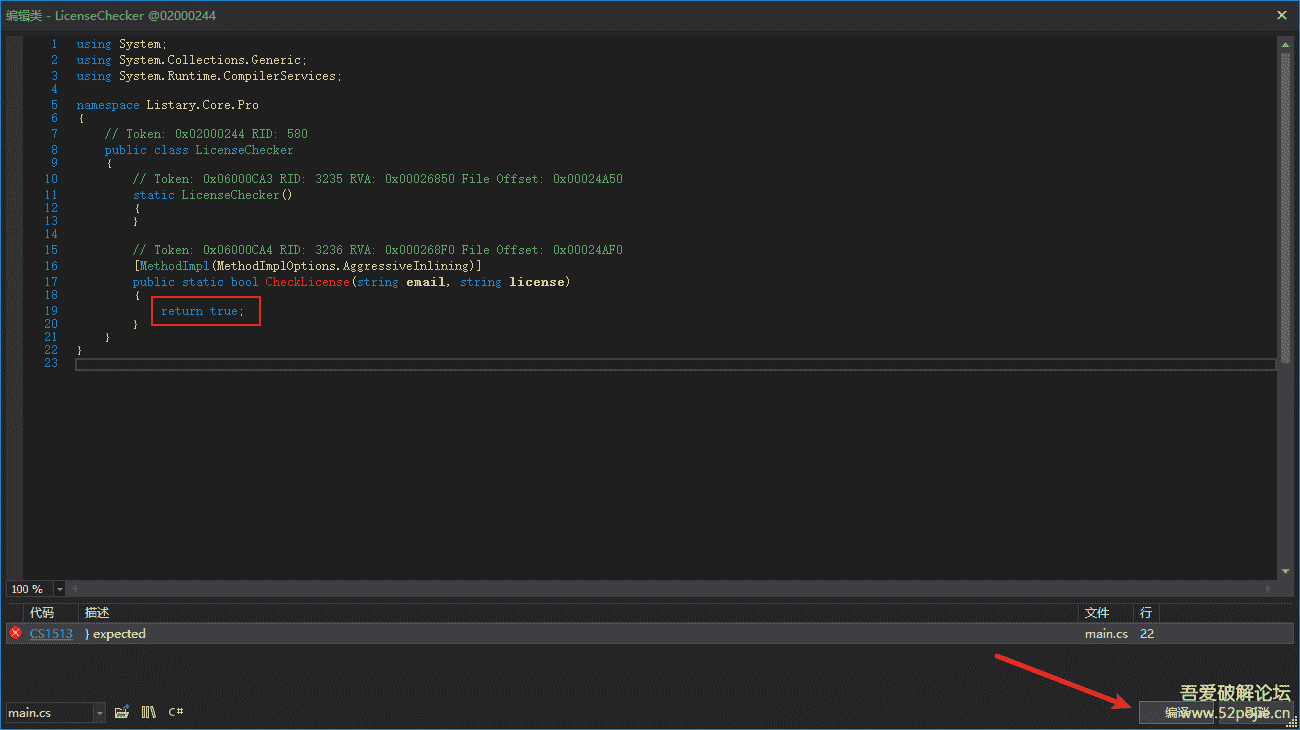 编辑类 - LicenseChecker @02000244
1 using System;
2 using System.Collections.Generic;
3 using System.Runtime.CompilerServices;
4
5 namespace Listary.Core.Pro
6 {
7 // Token: 0x02000244 RID: 580
8 public class LicenseChecker
9 {
10 // Token: 0x06000CA3 RID: 3235 RVA: 0x00026850 File Offset: 0x00024A50
11 static LicenseChecker()
12 {
13 }
14
15 // Token: 0x06000CA4 RID: 3236 RVA: 0x000268F0 File Offset: 0x00024AF0
16 [MethodImpl(MethodImplOptions.AggressiveInlining)]
17 public static bool CheckLicense(string email, string license)
18 {
19 return true;
20 }
21 }
22 }
23
100 %
代码 描述 文件 行
CS1513 } expected main.cs 22
main.cs C#
吾爱破解论坛
编译
www.52pojie.cn